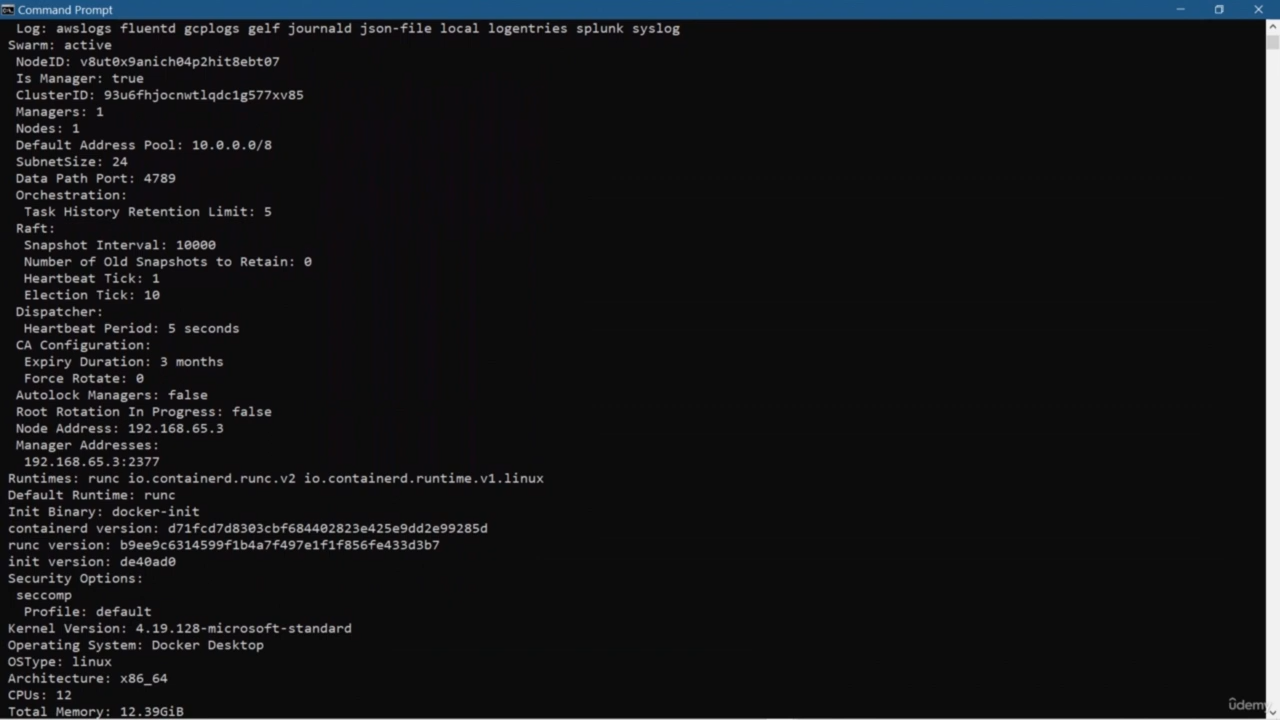 Command Prompt
Log: awslogs fluentd gcplogs gelf journald json-file local logentries splunk syslog
Swarm: active
NodeID: v8ut0x9anich04p2hit8ebt07
Is Manager: true
ClusterID: 93u6fhjocnwtlqdc1g577xv85
Managers: 1
Nodes: 1
Default Address Pool: 10.0.0.0/8
SubnetSize: 24
Data Path Port: 4789
Orchestration:
Task History Retention Limit: 5
Raft:
Snapshot Interval: 10000
Number of Old Snapshots to Retain: 0
Heartbeat Tick: 1
Election Tick: 10
Dispatcher:
Heartbeat Period: 5 seconds
CA Configuration:
Expiry Duration: 3 months
Force Rotate: 0
Autolock Managers: false
Root Rotation In Progress: false
Node Address: 192.168.65.3
Manager Addresses:
192.168.65.3:2377
Runtimes: runc io.containerd.runc.v2 io.containerd.runtime.v1.linux
Default Runtime: runc
Init Binary: docker-init
containerd version: d71fcd7d8303cbf684402823e425e9dd2e99285d
runc version: b9ee9c6314599f1b4a7f497e1f1f856fe433d3b7
init version: de40ad0
Security Options:
seccomp
Profile: default
Kernel Version: 4.19.128-microsoft-standard
Operating System: Docker Desktop
OSType: linux
Architecture: x86_64
CPUs: 12
Total Memory: 12.39GiB
ûdemy